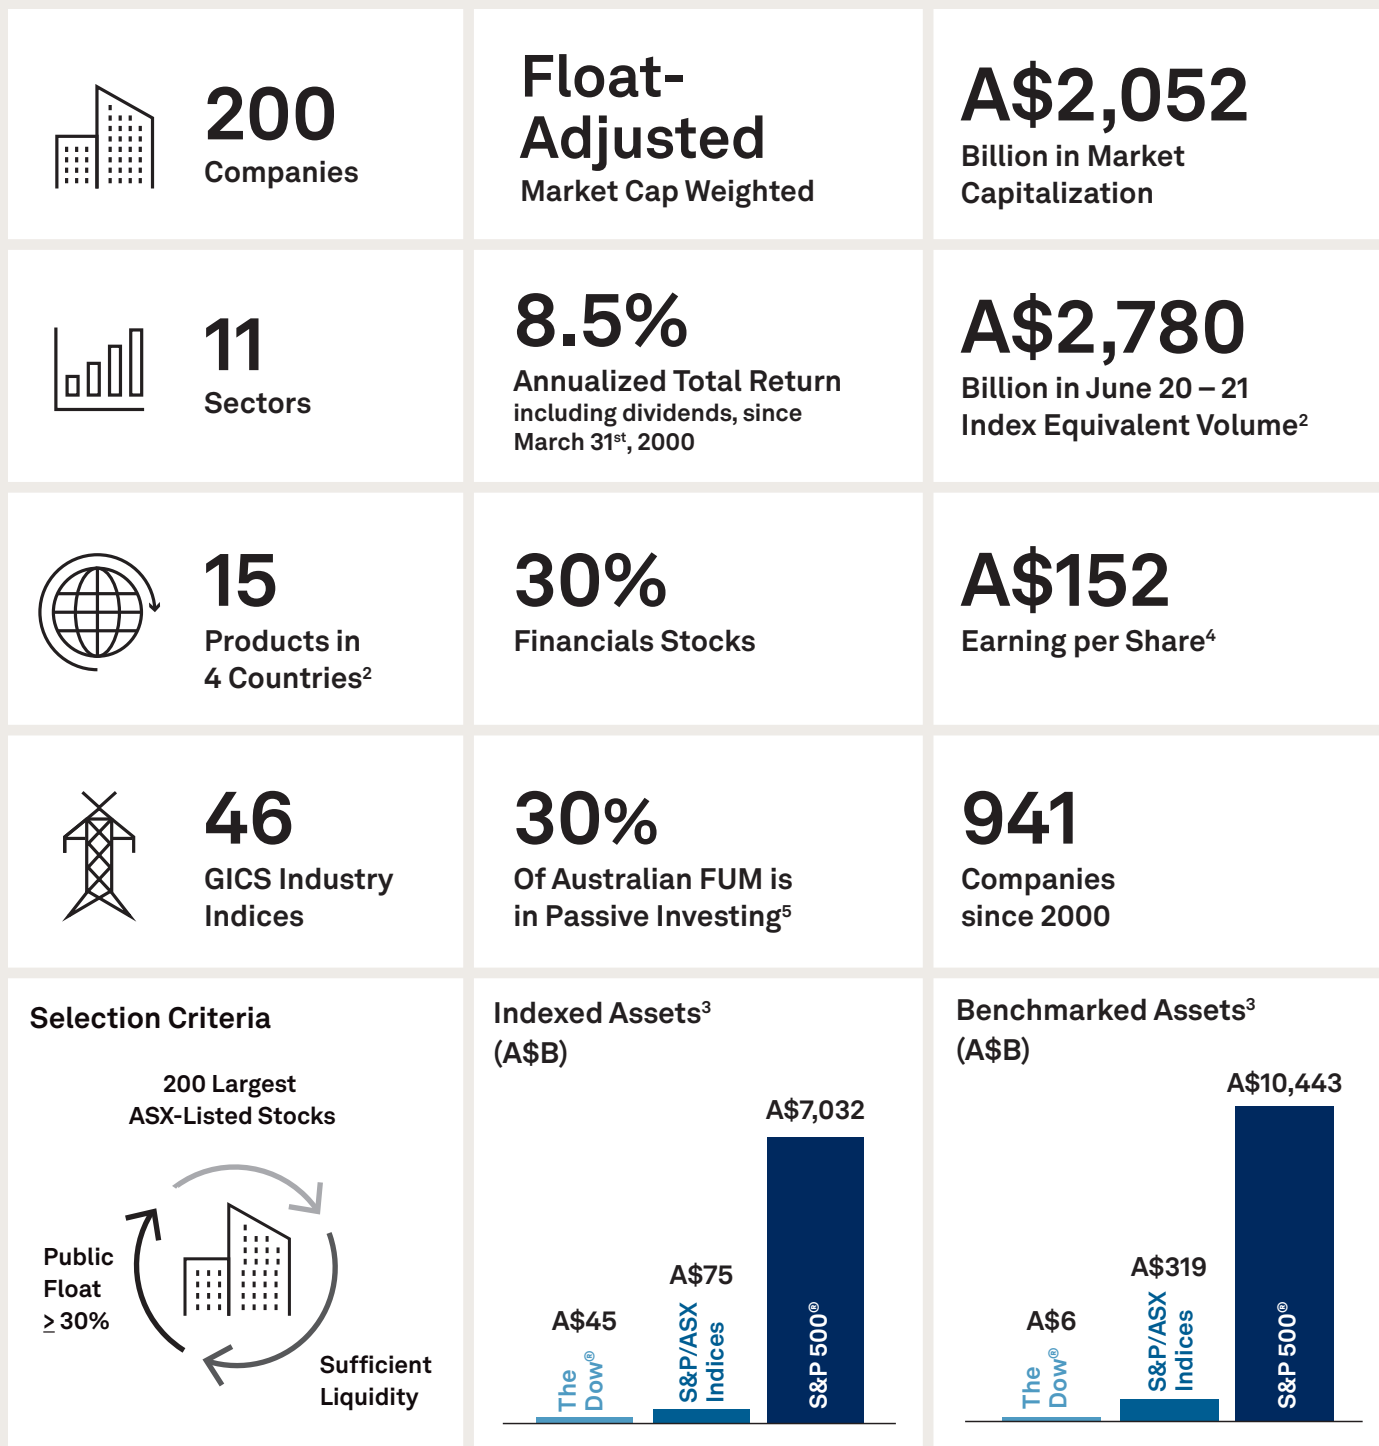 200
Companies
Float-
Adjusted
Market Cap Weighted
A$2,052
Billion in Market
Capitalization
11
Sectors
8.5%
Annualized Total Return
including dividends, since
March 31st, 2000
A$2,780
Billion in June 20 – 21
Index Equivalent Volume2
15
Products in
4 Countries2
30%
Financials Stocks
A$152
Earning per Share4
46
GICS Industry
Indices
30%
Of Australian FUM is
in Passive Investing5
941
Companies
since 2000
Selection Criteria
200 Largest
ASX-Listed Stocks
Public
Float
≥ 30%
Sufficient
Liquidity
Indexed Assets3
(A$B)
A$45
The
Dow®
A$75
S&P/ASX
Indices
A$7,032
S&P 500®
Benchmarked Assets3
(A$B)
A$6
The
Dow®
A$319
S&P/ASX
Indices
A$10,443
S&P 500®